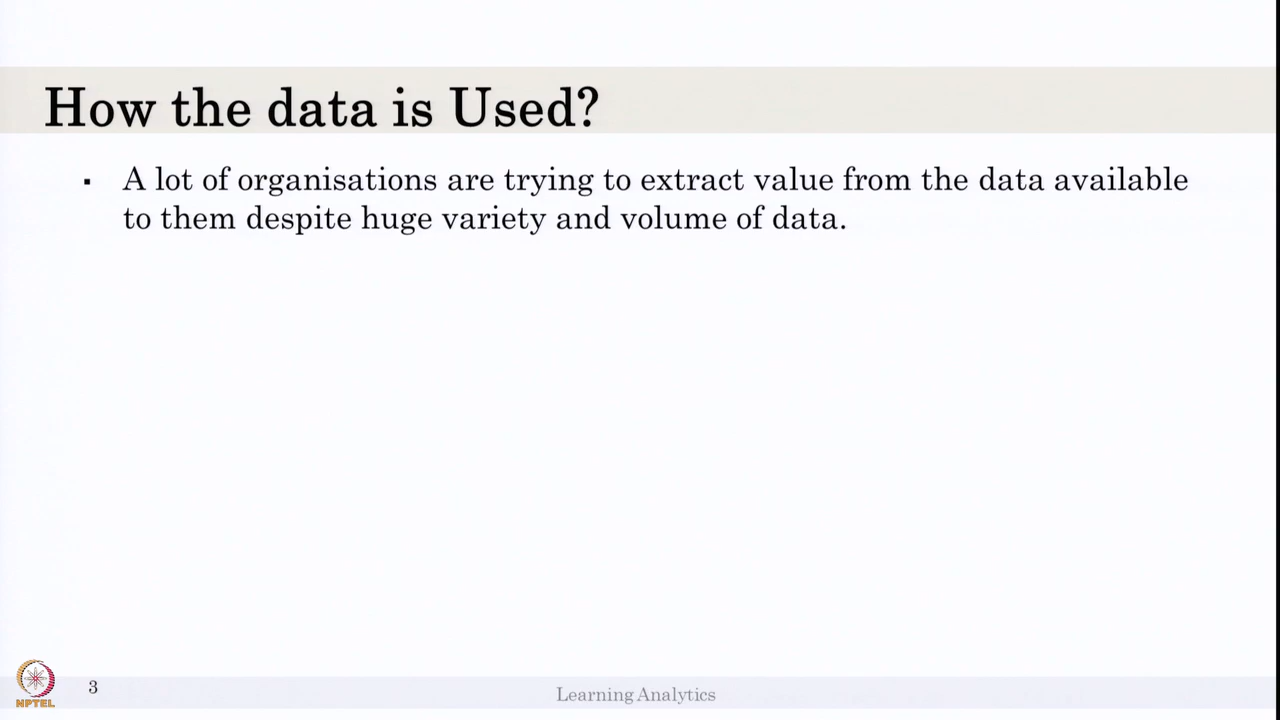 How the data is Used?
▪ A lot of organisations are trying to extract value from the data available
to them despite huge variety and volume of data.
NPTEL
3
Learning Analytics